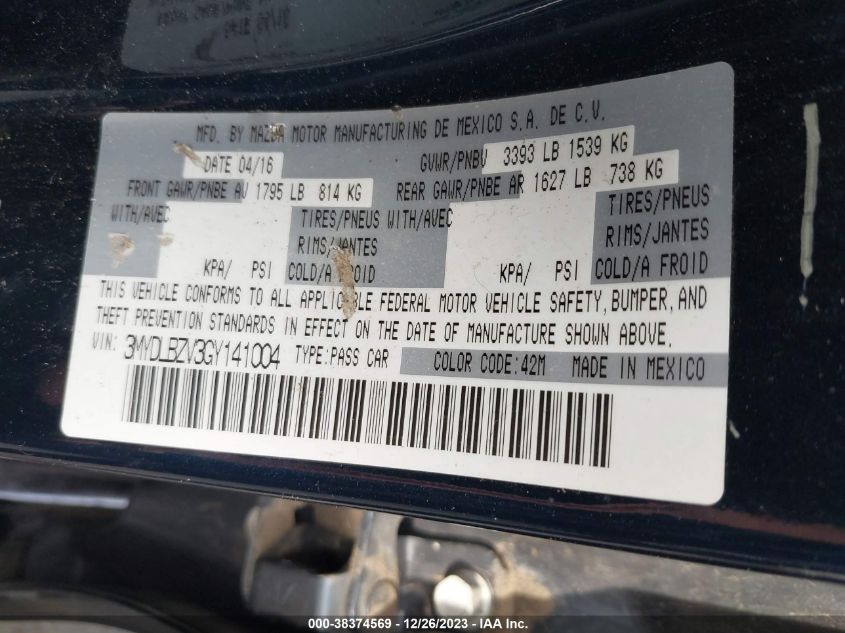 MFD. BY MAZDA MOTOR MANUFACTURING DE MEXICO S.A. DE C.V.
DATE 04/16 GVWR/PNBV 3393 LB 1539 KG
FRONT GAWR/PNBE AV 1795 LB 814 KG REAR GAWR/PNBE AR 1627 LB 738 KG
WITH/AVEC TIRES/PNEUS WITH/AVEC TIRES/PNEUS
RIMS/JANTES RIMS/JANTES
KPA/ PSI COLD/A FROID KPA/ PSI COLD/A FROID
THIS VEHICLE CONFORMS TO ALL APPLICABLE FEDERAL MOTOR VEHICLE SAFETY, BUMPER, AND
THEFT PREVENTION STANDARDS IN EFFECT ON THE DATE OF MANUFACTURE SHOWN ABOVE.
VIN: 3MYDLBZV3GY141004 TYPE:PASS CAR COLOR CODE:42M MADE IN MEXICO
000-38374569 - 12/26/2023 - IAA Inc.